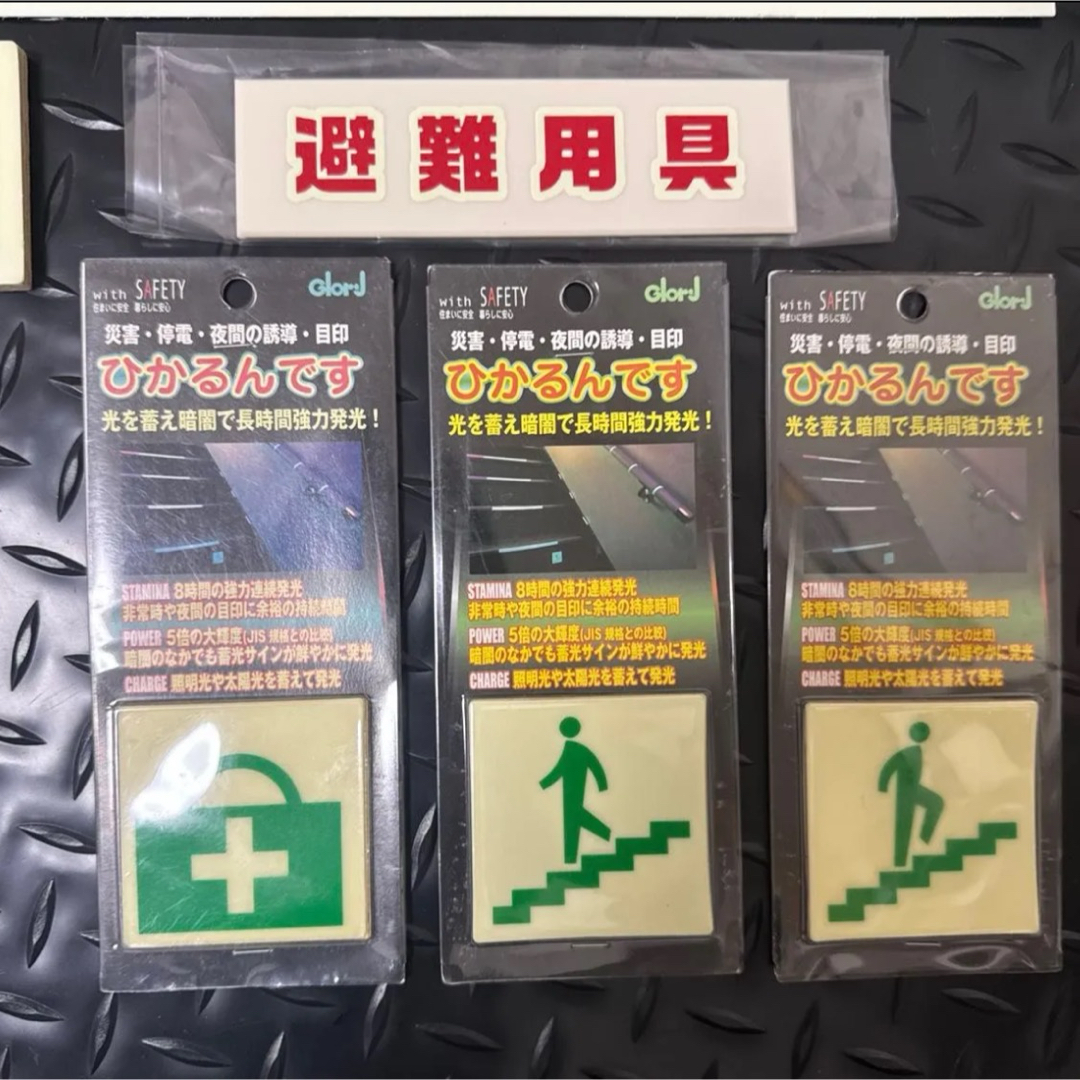 避難用具
with SAFETY
住まいに安全 暮らしに安心
GlorJ
災害・停電・夜間の誘導・目印
ひかるんです
光を蓄え暗闇で長時間強力発光！
STAMINA 8時間の強力連続発光
非常時や夜間の目印に余裕の持続時間
POWER 5倍の大輝度(JIS 規格との比較)
暗闇のなかでも蓄光サインが鮮やかに発光
CHARGE 照明光や太陽光を蓄えて発光
with SAFETY
住まいに安全 暮らしに安心
GlorJ
災害・停電・夜間の誘導・目印
ひかるんです
光を蓄え暗闇で長時間強力発光！
STAMINA 8時間の強力連続発光
非常時や夜間の目印に余裕の持続時間
POWER 5倍の大輝度(JIS 規格との比較)
暗闇のなかでも蓄光サインが鮮やかに発光
CHARGE 照明光や太陽光を蓄えて発光
with SAFETY
住まいに安全 暮らしに安心
GlorJ
災害・停電・夜間の誘導・目印
ひかるんです
光を蓄え暗闇で長時間強力発光！
STAMINA 8時間の強力連続発光
非常時や夜間の目印に余裕の持続時間
POWER 5倍の大輝度(JIS 規格との比較)
暗闇のなかでも蓄光サインが鮮やかに発光
CHARGE 照明光や太陽光を蓄えて発光